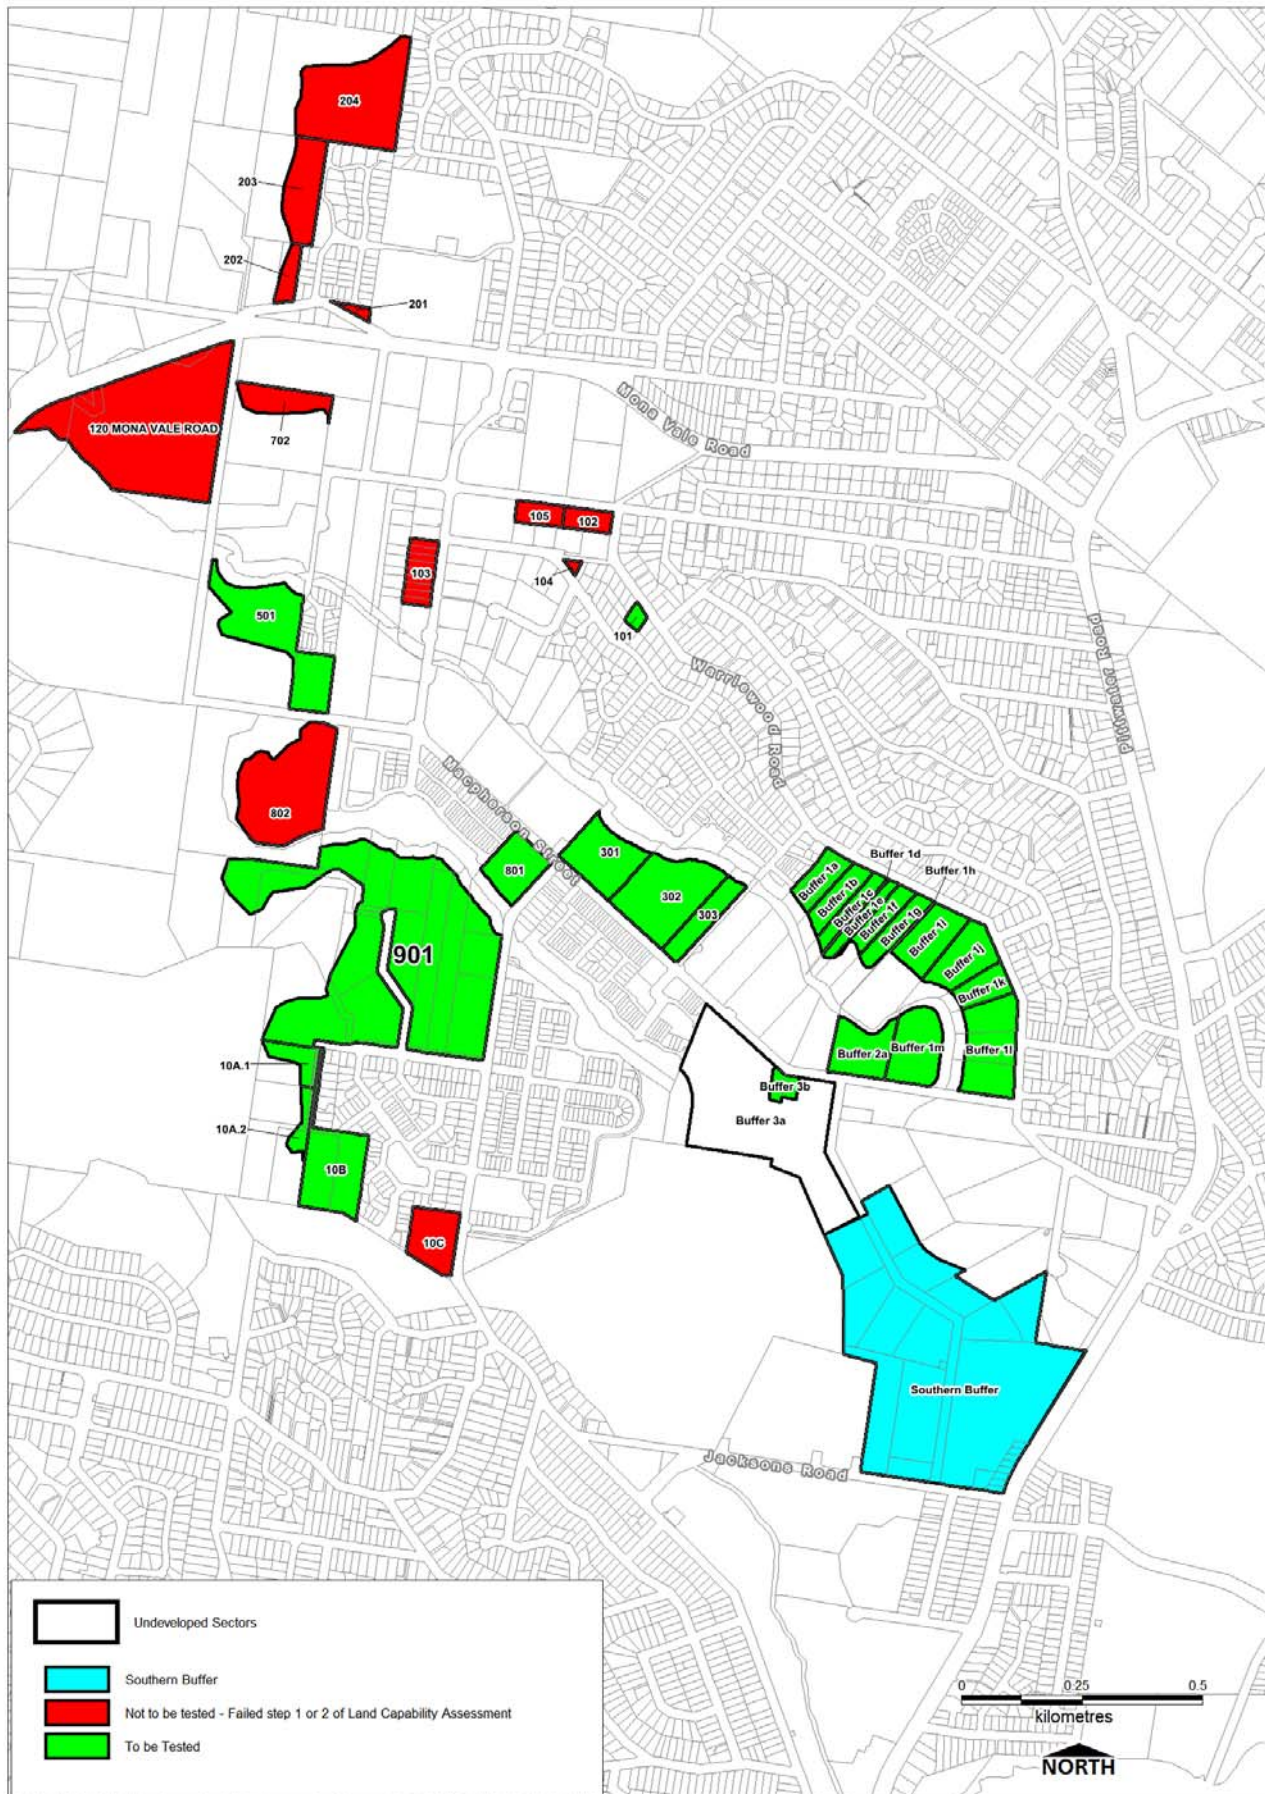 204
203
202
201
120 MONA VALE ROAD
702
Mona Vale Road
105
102
103
104
501
101
Warriewood Road
Pittwater Road
802
Macpherson Street
801
301
302
303
Buffer 1a
Buffer 1b
Buffer 1c
Buffer 1d
Buffer 1e
Buffer 1f
Buffer 1g
Buffer 1h
Buffer 1i
Buffer 1j
Buffer 1k
Buffer 1l
Buffer 1m
Buffer 2a
901
10A.1
10A.2
10B
10C
Buffer 3b
Buffer 3a
Southern Buffer
Jacksons Road
Undeveloped Sectors
Southern Buffer
Not to be tested - Failed step 1 or 2 of Land Capability Assessment
To be Tested
0 0.25 0.5
kilometres
NORTH